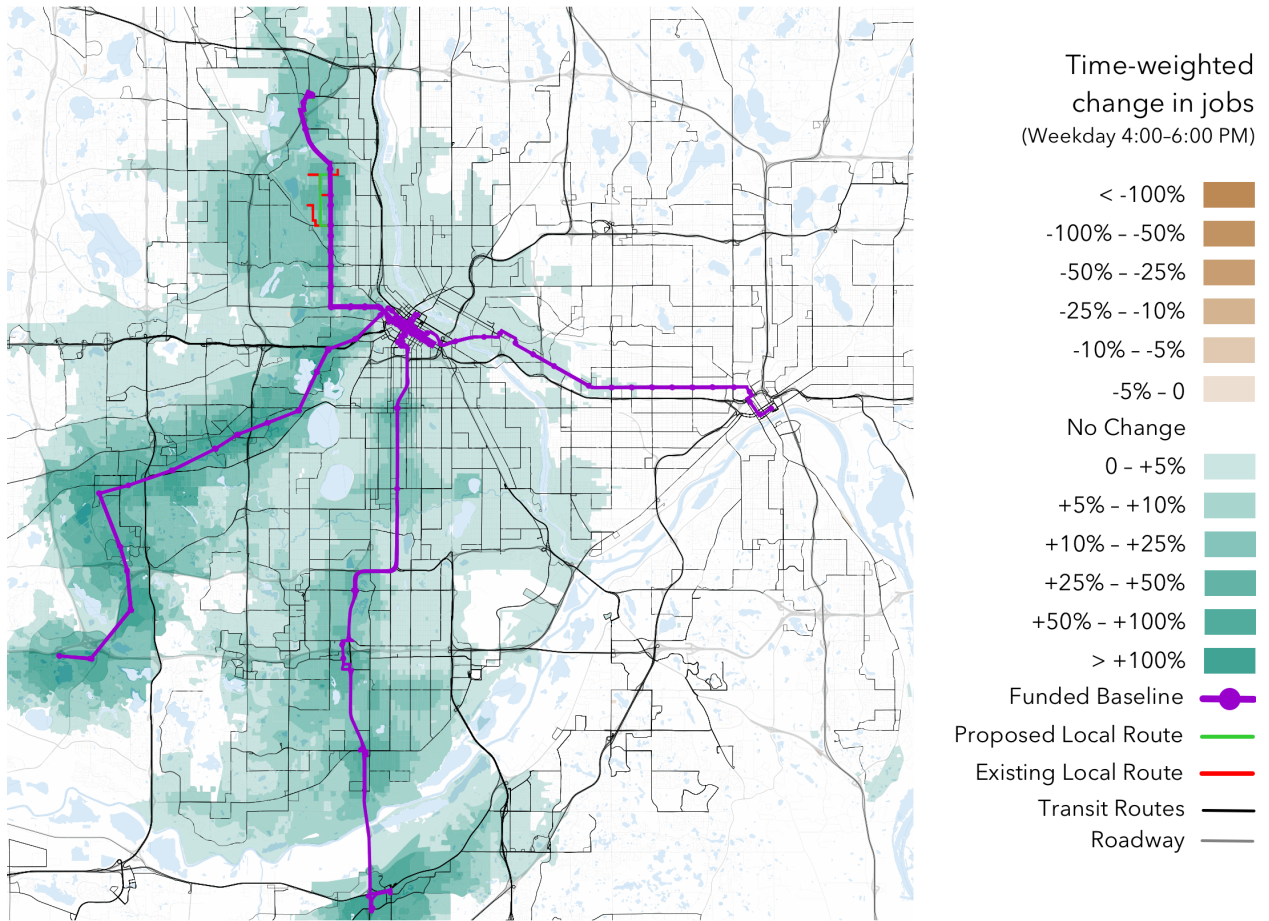 Time-weighted
change in jobs
(Weekday 4:00–6:00 PM)
< -100%
-100% – -50%
-50% – -25%
-25% – -10%
-10% – -5%
-5% – 0
No Change
0 – +5%
+5% – +10%
+10% – +25%
+25% – +50%
+50% – +100%
> +100%
Funded Baseline
Proposed Local Route
Existing Local Route
Transit Routes
Roadway